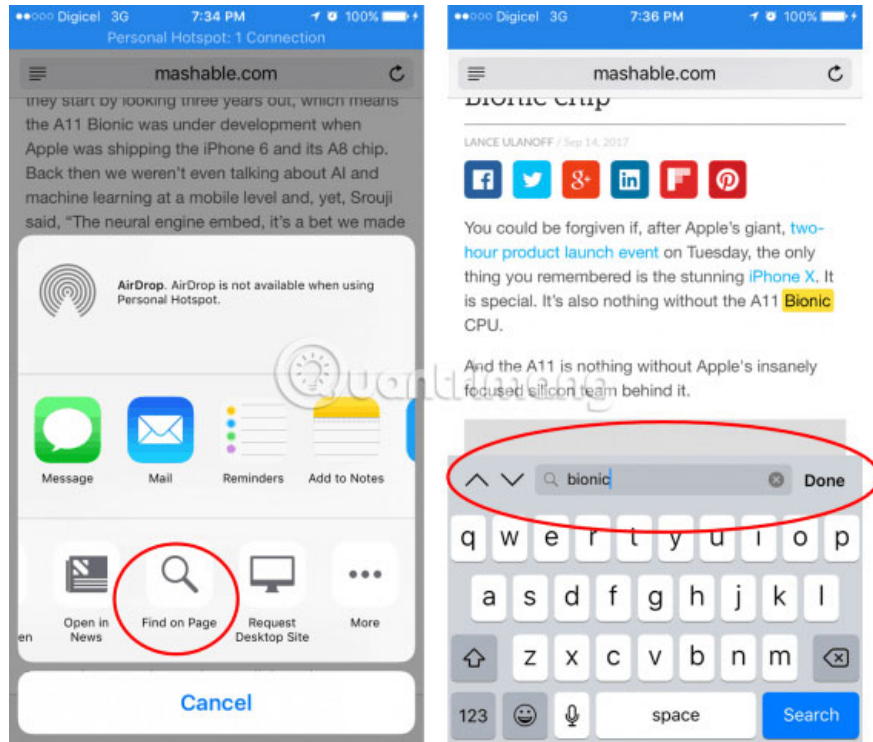 Digicel 3G 7:34 PM 100%
Personal Hotspot: 1 Connection
mashable.com
they start by looking three years out, which means
the A11 Bionic was under development when
Apple was shipping the iPhone 6 and its A8 chip.
Back then we weren't even talking about AI and
machine learning at a mobile level and, yet, Srouji
said, “The neural engine embed, it's a bet we made
AirDrop. AirDrop is not available when using
Personal Hotspot.
Message Mail Reminders Add to Notes
en
Open in
News
Find on Page
Request
Desktop Site
More
Cancel
Digicel 3G 7:36 PM 100%
mashable.com
Bionic chip
LANCE ULANOFF / Sep 14, 2017
You could be forgiven if, after Apple's giant, two-
hour product launch event on Tuesday, the only
thing you remembered is the stunning iPhone X. It
is special. It's also nothing without the A11 Bionic
CPU.
And the A11 is nothing without Apple's insanely
focused silicon team behind it.
bionic Done
q w e r t y u i o p
a s d f g h j k l
z x c v b n m
123 space Search
Quantrimang